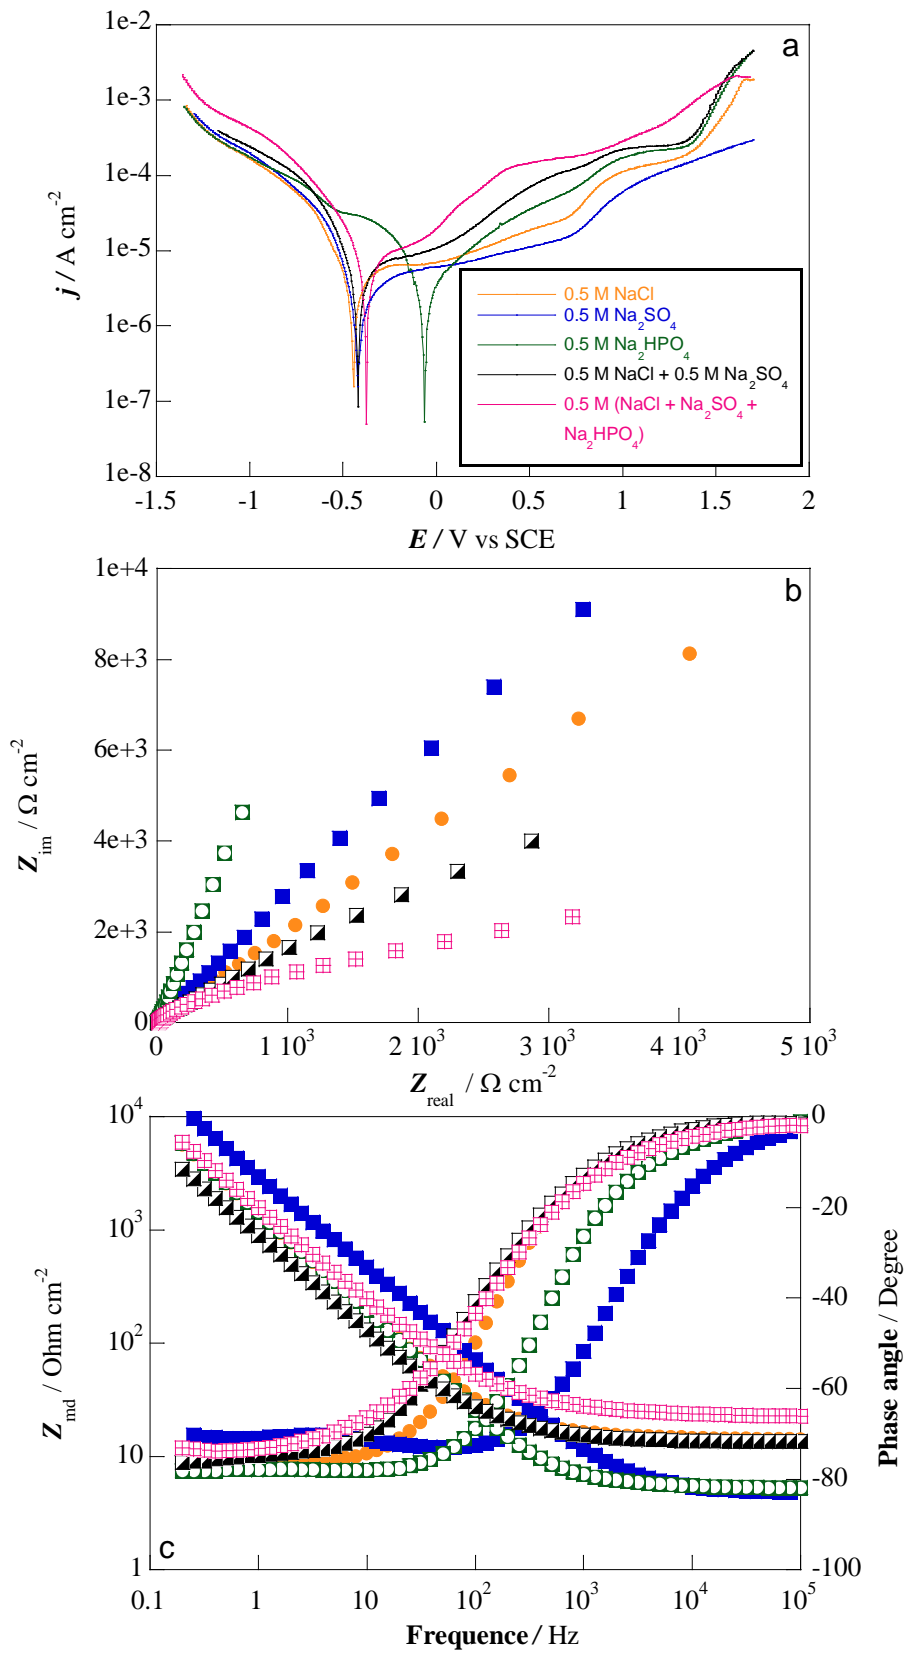 a
1e-2
1e-3
1e-4
1e-5
1e-6
1e-7
1e-8
j / A cm-2
0.5 M NaCl
0.5 M Na2SO4
0.5 M Na2HPO4
0.5 M NaCl + 0.5 M Na2SO4
0.5 M (NaCl + Na2SO4 +
Na2HPO4)
-1.5 -1 -0.5 0 0.5 1 1.5 2
E / V vs SCE
b
1e+4
8e+3
6e+3
4e+3
2e+3
0
Zim / Ω cm-2
0 1 10³ 2 10³ 3 10³ 4 10³ 5 10³
Zreal / Ω cm-2
c
10⁴
10³
10²
10
1
Zmd / Ohm cm-2
0
-20
-40
-60
-80
-100
Phase angle / Degree
0.1 1 10 10² 10³ 10⁴ 10⁵
Frequence / Hz